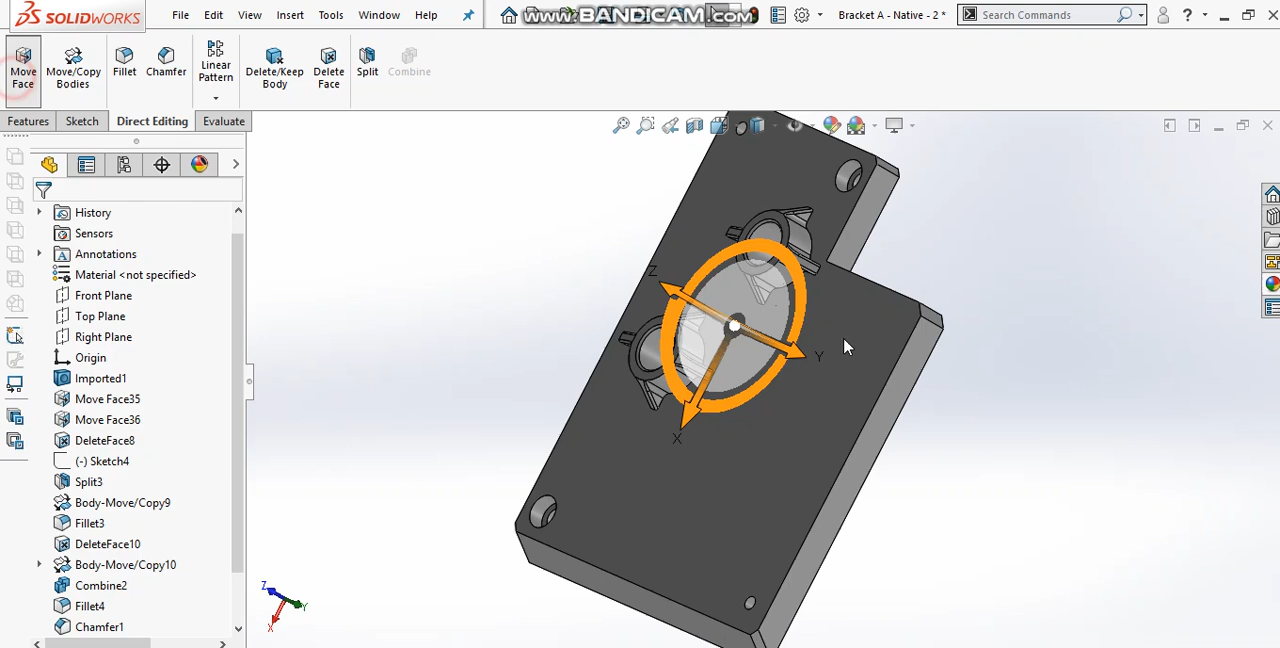 SOLIDWORKS
File Edit View Insert Tools Window Help
www.BANDICAM.com
Bracket A - Native - 2 *
Search Commands
?
Move Face
Move/Copy Bodies
Fillet
Chamfer
Linear Pattern
Delete/Keep Body
Delete Face
Split
Combine
Features Sketch Direct Editing Evaluate
History
Sensors
A Annotations
Material <not specified>
Front Plane
Top Plane
Right Plane
Origin
Imported1
Move Face35
Move Face36
DeleteFace8
(-) Sketch4
Split3
Body-Move/Copy9
Fillet3
DeleteFace10
Body-Move/Copy10
Combine2
Fillet4
Chamfer1
Z
Y
X
Z
Y
X